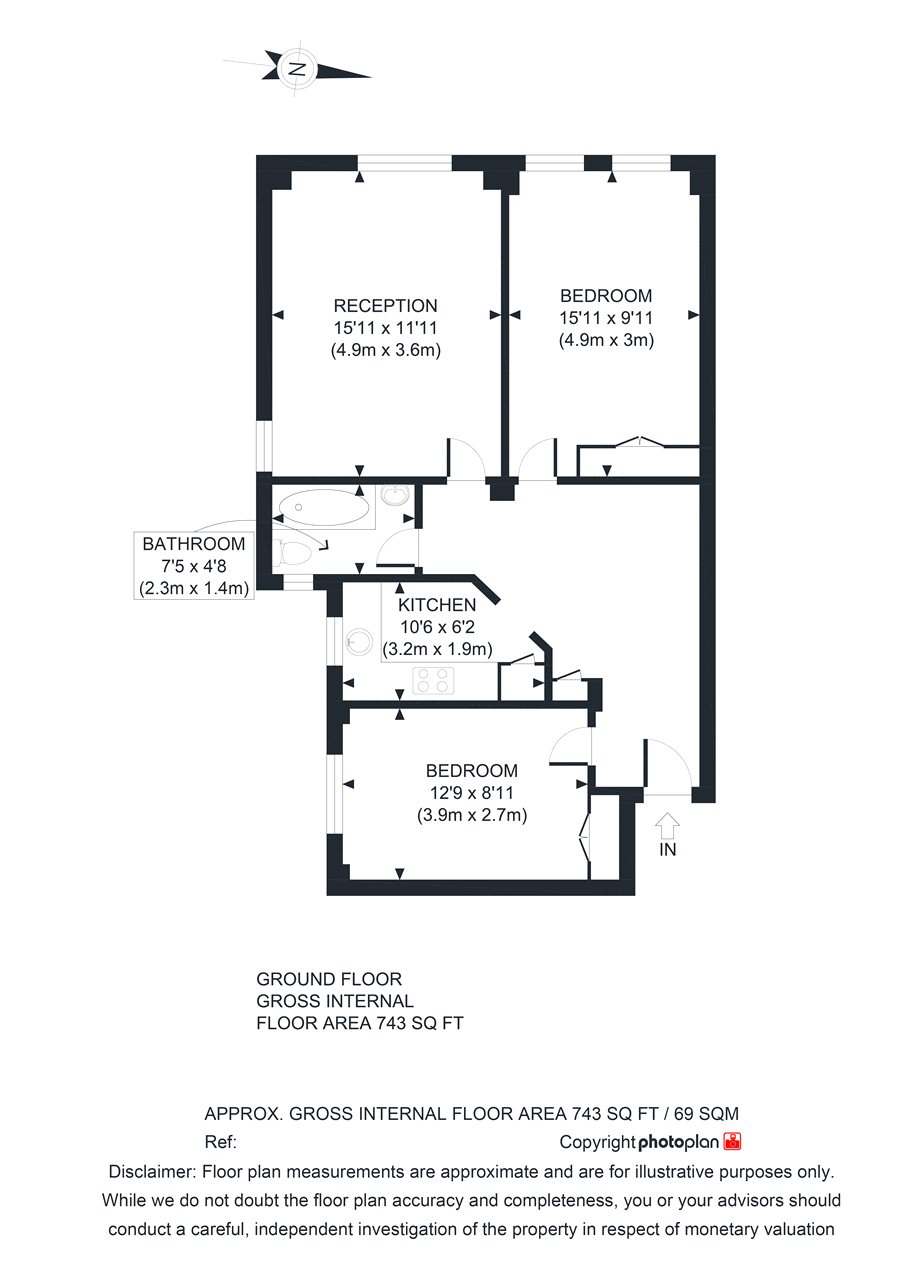 N
RECEPTION
15'11 x 11'11
(4.9m x 3.6m)
BEDROOM
15'11 x 9'11
(4.9m x 3m)
BATHROOM
7'5 x 4'8
(2.3m x 1.4m)
KITCHEN
10'6 x 6'2
(3.2m x 1.9m)
BEDROOM
12'9 x 8'11
(3.9m x 2.7m)
IN
GROUND FLOOR
GROSS INTERNAL
FLOOR AREA 743 SQ FT
APPROX. GROSS INTERNAL FLOOR AREA 743 SQ FT / 69 SQM
Ref:
Copyright photoplan
Disclaimer: Floor plan measurements are approximate and are for illustrative purposes only.
While we do not doubt the floor plan accuracy and completeness, you or your advisors should
conduct a careful, independent investigation of the property in respect of monetary valuation